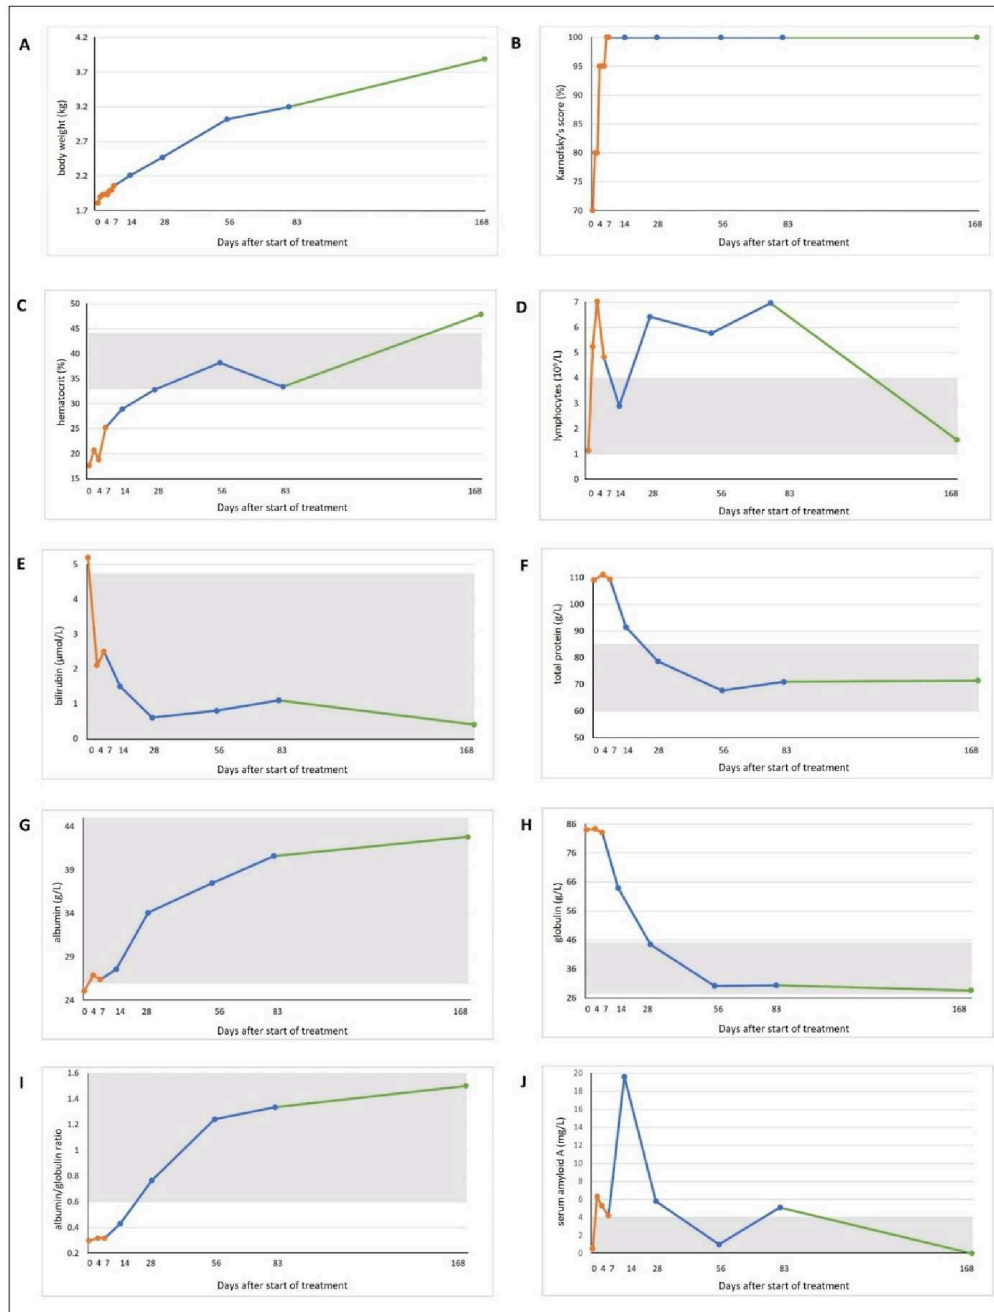 A
body weight (kg)
4.2
3.7
3.2
2.7
2.2
1.7
0 4 7 14 28 56 83 168
Days after start of treatment
B
Karnofsky's score (%)
100
95
90
85
80
75
70
0 4 7 14 28 56 83 168
Days after start of treatment
C
hematocrit (%)
50
45
40
35
30
25
20
15
0 4 7 14 28 56 83 168
Days after start of treatment
D
lymphocytes (10⁹/L)
7
6
5
4
3
2
1
0
0 4 7 14 28 56 83 168
Days after start of treatment
E
bilirubin (µmol/L)
5
4
3
2
1
0
0 4 7 14 28 56 83 168
Days after start of treatment
F
total protein (g/L)
110
100
90
80
70
60
50
0 4 7 14 28 56 83 168
Days after start of treatment
G
albumin (g/L)
44
39
34
29
24
0 4 7 14 28 56 83 168
Days after start of treatment
H
globulin (g/L)
86
76
66
56
46
36
26
0 4 7 14 28 56 83 168
Days after start of treatment
I
albumin/globulin ratio
1.6
1.4
1.2
1
0.8
0.6
0.4
0.2
0 4 7 14 28 56 83 168
Days after start of treatment
J
serum amyloid A (mg/L)
20
18
16
14
12
10
8
6
4
2
0
0 4 7 14 28 56 83 168
Days after start of treatment